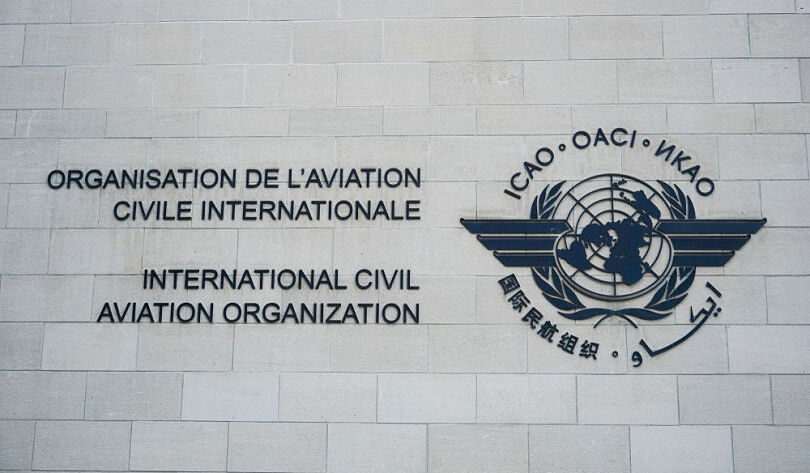 ORGANISATION DE L'AVIATION
CIVILE INTERNATIONALE
INTERNATIONAL CIVIL
AVIATION ORGANIZATION
ICAO • OACI • ИКАО
国际民航组织 • ايكاو